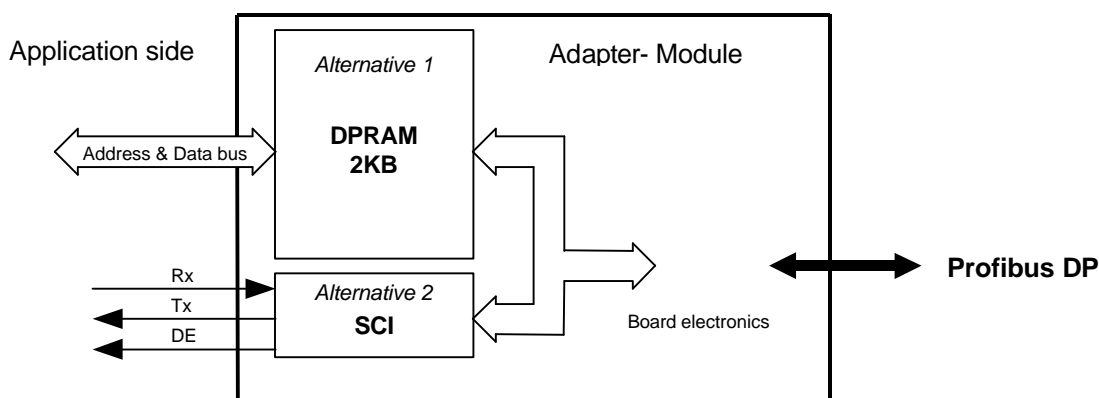 Application side
Adapter- Module
Alternative 1
DPRAM
2KB
Address & Data bus
Rx
Tx
DE
Alternative 2
SCI
Board electronics
Profibus DP